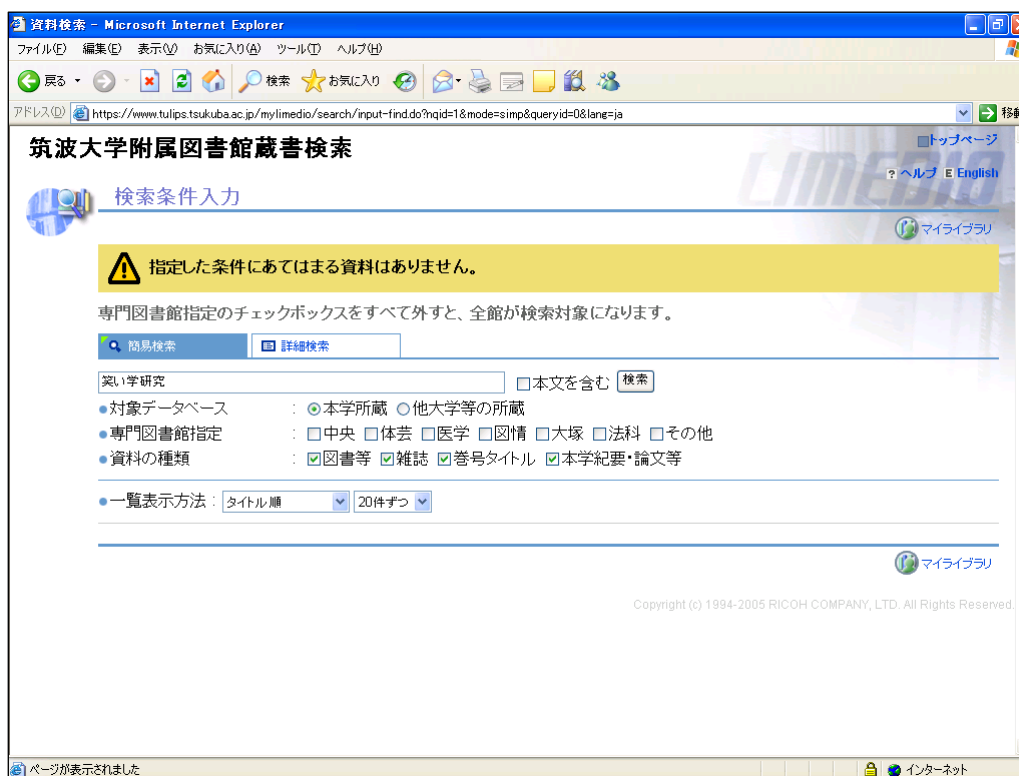 資料検索 - Microsoft Internet Explorer
ファイル(F) 編集(E) 表示(V) お気に入り(A) ツール(T) ヘルプ(H)
戻る 検索 お気に入り
アドレス(D) https://www.tulips.tsukuba.ac.jp/mylimedio/search/input-find.do?nqid=1&mode=simp&queryid=0&lang=ja 移動
筑波大学附属図書館蔵書検索
トップページ
LIMEDIO
? ヘルプ E English
検索条件入力
マイライブラリ
指定した条件にあてはまる資料はありません。
専門図書館指定のチェックボックスをすべて外すと、全館が検索対象になります。
簡易検索 詳細検索
笑い学研究 本文を含む 検索
●対象データベース : 本学所蔵 他大学等の所蔵
●専門図書館指定 : 中央 体芸 医学 図情 大塚 法科 その他
●資料の種類 : 図書等 雑誌 巻号タイトル 本学紀要・論文等
●一覧表示方法 : タイトル順 20件ずつ
マイライブラリ
Copyright (c) 1994-2005 RICOH COMPANY, LTD. All Rights Reserved.
ページが表示されました インターネット